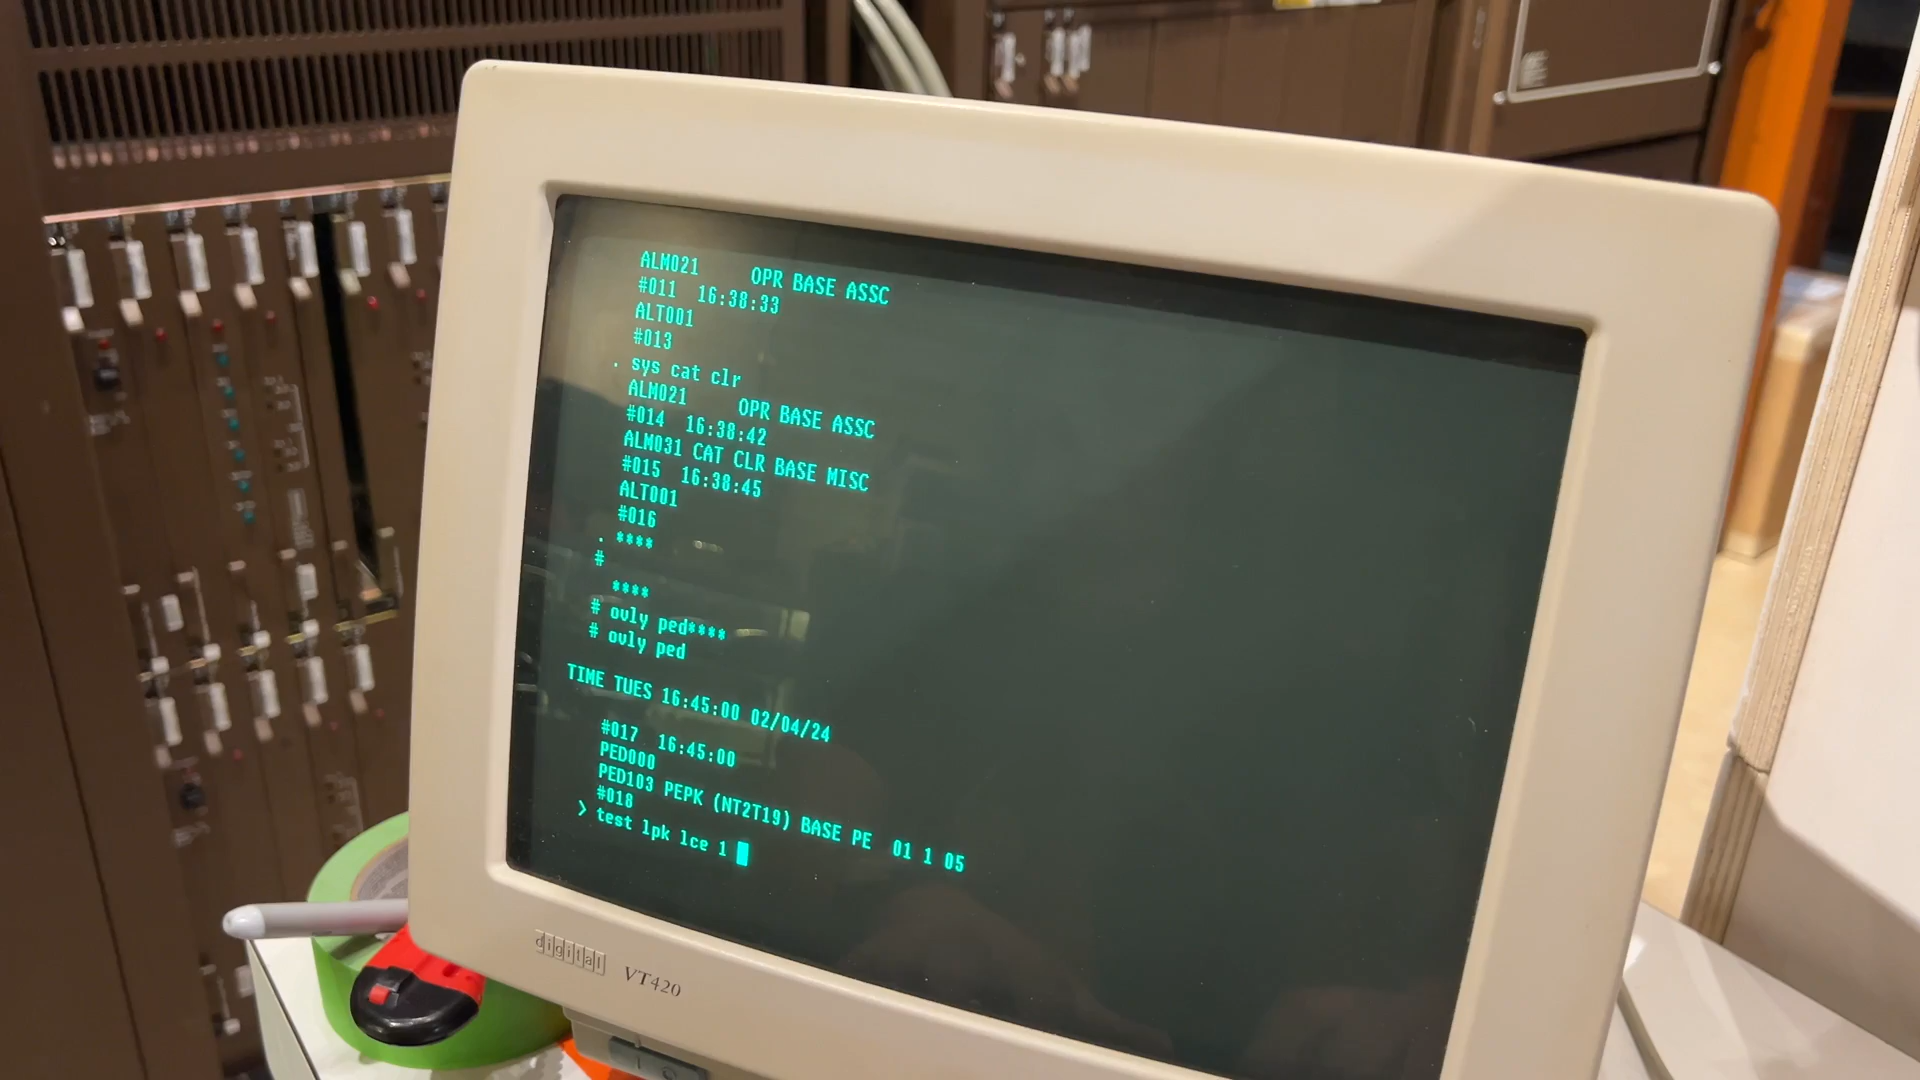 ALM021     OPR BASE ASSC
#011  16:38:33
ALT001
#013
. sys cat clr
ALM021     OPR BASE ASSC
#014  16:38:42
ALM031 CAT CLR BASE MISC
#015  16:38:45
ALT001
#016
. ****
#
****
# ovly ped****
# ovly ped
TIME TUES 16:45:00 02/04/24
#017  16:45:00
PED000
PED103 PEPK (NT2T19) BASE PE  01 1 05
#018
> test lpk lce 1
digital VT420